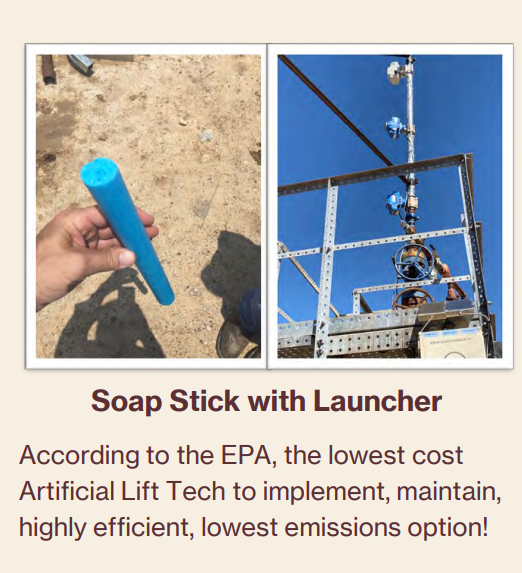 Soap Stick with Launcher
According to the EPA, the lowest cost
Artificial Lift Tech to implement, maintain,
highly efficient, lowest emissions option!